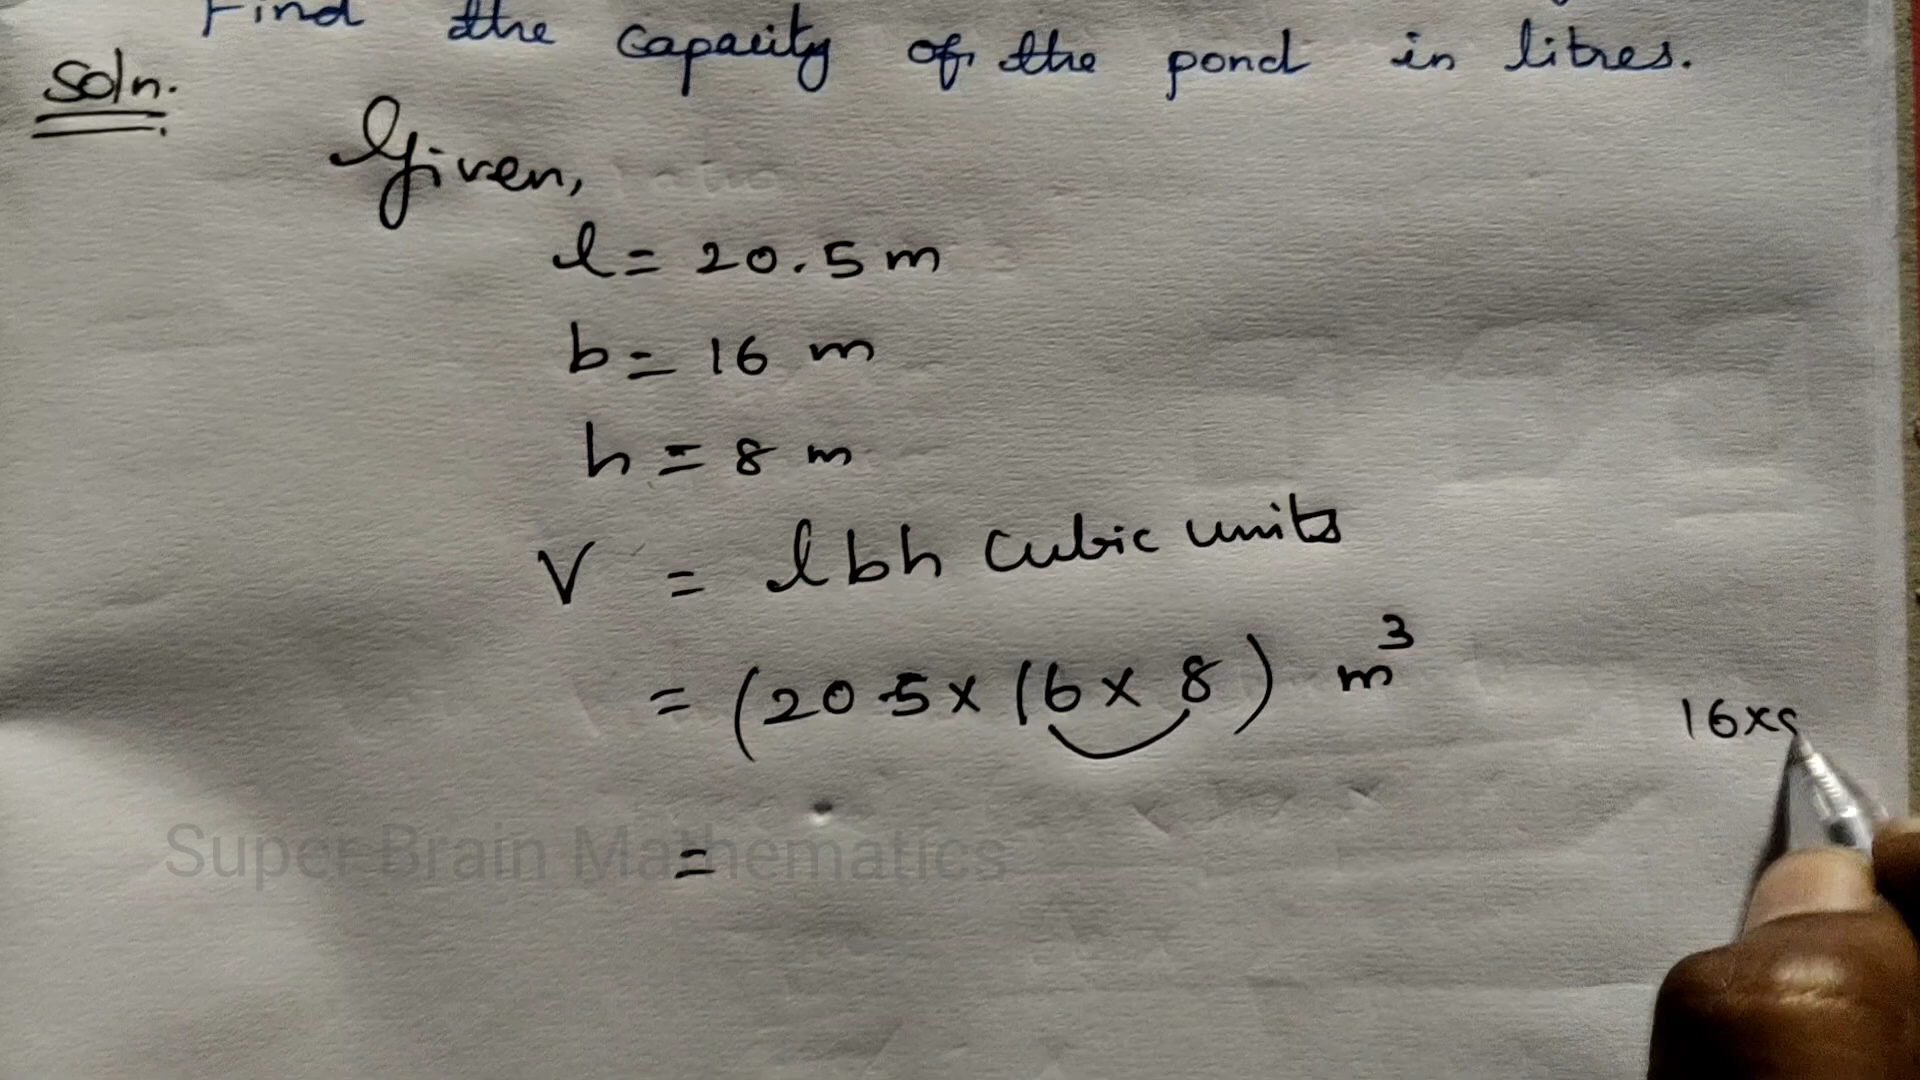 Find the capacity of the pond in litres.
Soln.
Given,
l = 20.5 m
b = 16 m
h = 8 m
V = lbh cubic units
= (20.5 x 16 x 8) m³
16x
=
Super Brain Mathematics